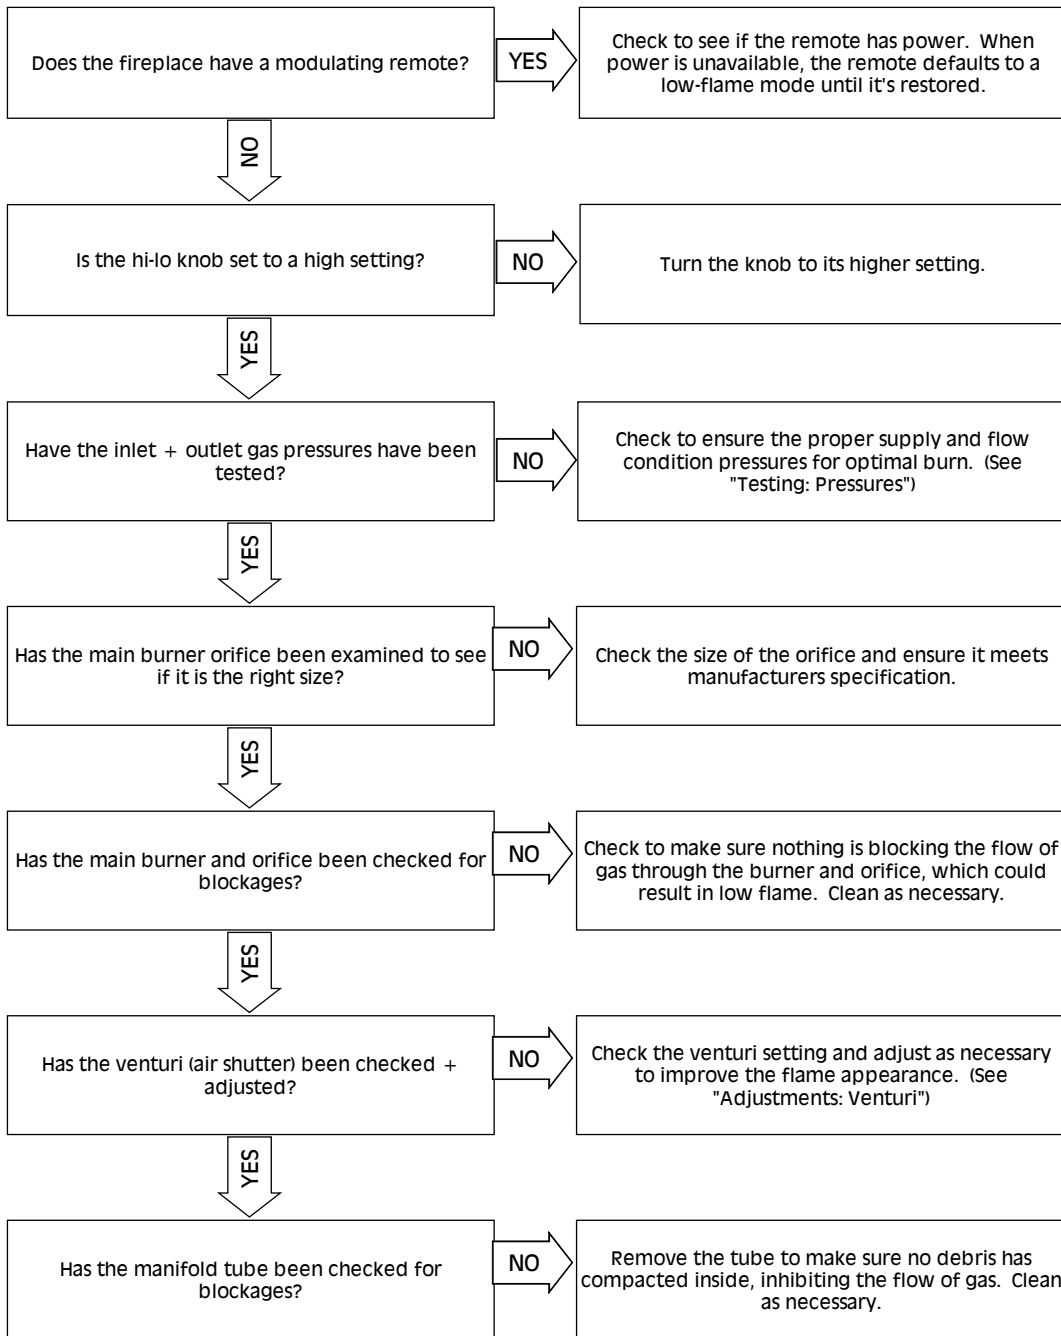 Does the fireplace have a modulating remote?
YES
Check to see if the remote has power.  When
power is unavailable, the remote defaults to a
low-flame mode until it's restored.
NO
Is the hi-lo knob set to a high setting?
NO
Turn the knob to its higher setting.
YES
Have the inlet + outlet gas pressures have been
tested?
NO
Check to ensure the proper supply and flow
condition pressures for optimal burn.  (See
"Testing: Pressures")
YES
Has the main burner orifice been examined to see
if it is the right size?
NO
Check the size of the orifice and ensure it meets
manufacturers specification.
YES
Has the main burner and orifice been checked for
blockages?
NO
Check to make sure nothing is blocking the flow of
gas through the burner and orifice, which could
result in low flame.  Clean as necessary.
YES
Has the venturi (air shutter) been checked +
adjusted?
NO
Check the venturi setting and adjust as necessary
to improve the flame appearance.  (See
"Adjustments: Venturi")
YES
Has the manifold tube been checked for
blockages?
NO
Remove the tube to make sure no debris has
compacted inside, inhibiting the flow of gas.  Clean
as necessary.